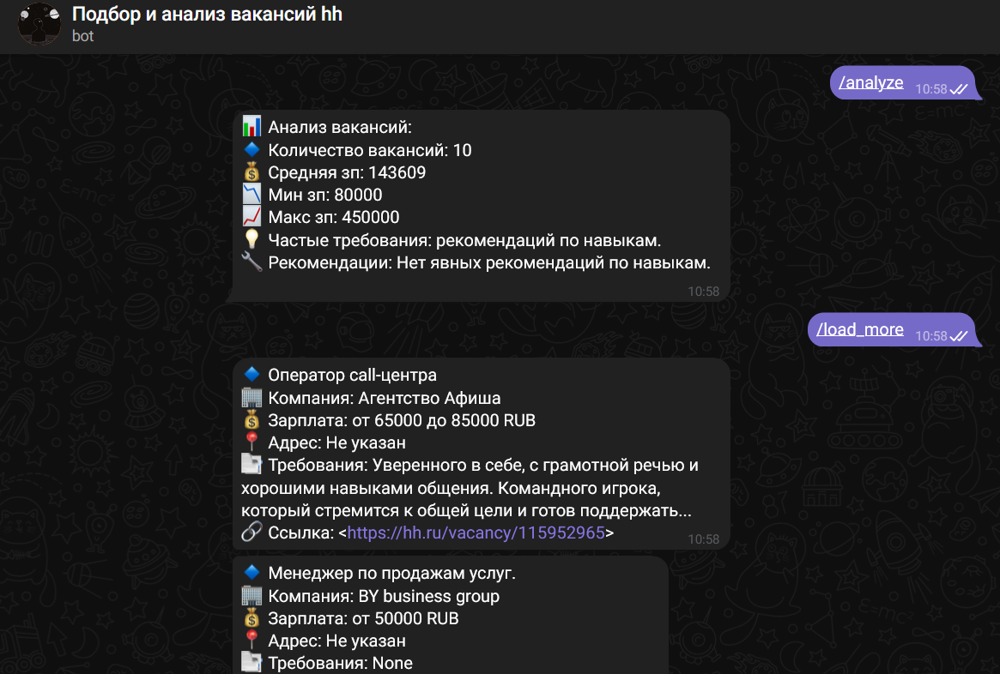 Подбор и анализ вакансий hh
bot
/analyze 10:58
Анализ вакансий:
Количество вакансий: 10
Средняя зп: 143609
Мин зп: 80000
Макс зп: 450000
Частые требования: рекомендаций по навыкам.
Рекомендации: Нет явных рекомендаций по навыкам.
10:58
/load_more 10:58
Оператор call-центра
Компания: Агентство Афиша
Зарплата: от 65000 до 85000 RUB
Адрес: Не указан
Требования: Уверенного в себе, с грамотной речью и
хорошими навыками общения. Командного игрока,
который стремится к общей цели и готов поддержать...
Ссылка: <https://hh.ru/vacancy/115952965>
10:58
Менеджер по продажам услуг.
Компания: BY business group
Зарплата: от 50000 RUB
Адрес: Не указан
Требования: None